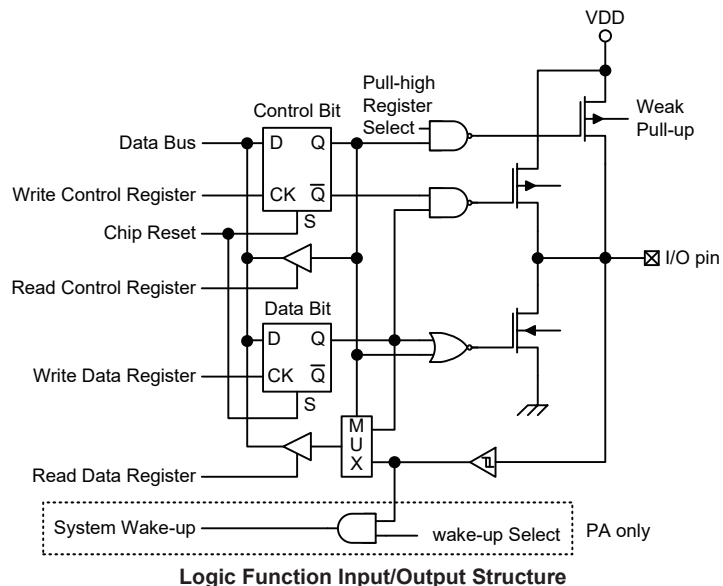 VDD
Pull-high
Register
Select
Weak
Pull-up
Control Bit
Data Bus
D Q
Write Control Register
CK Q
S
Chip Reset
I/O pin
Read Control Register
Data Bit
D Q
Write Data Register
CK Q
S
M
U
X
Read Data Register
System Wake-up
wake-up Select
PA only
Logic Function Input/Output Structure